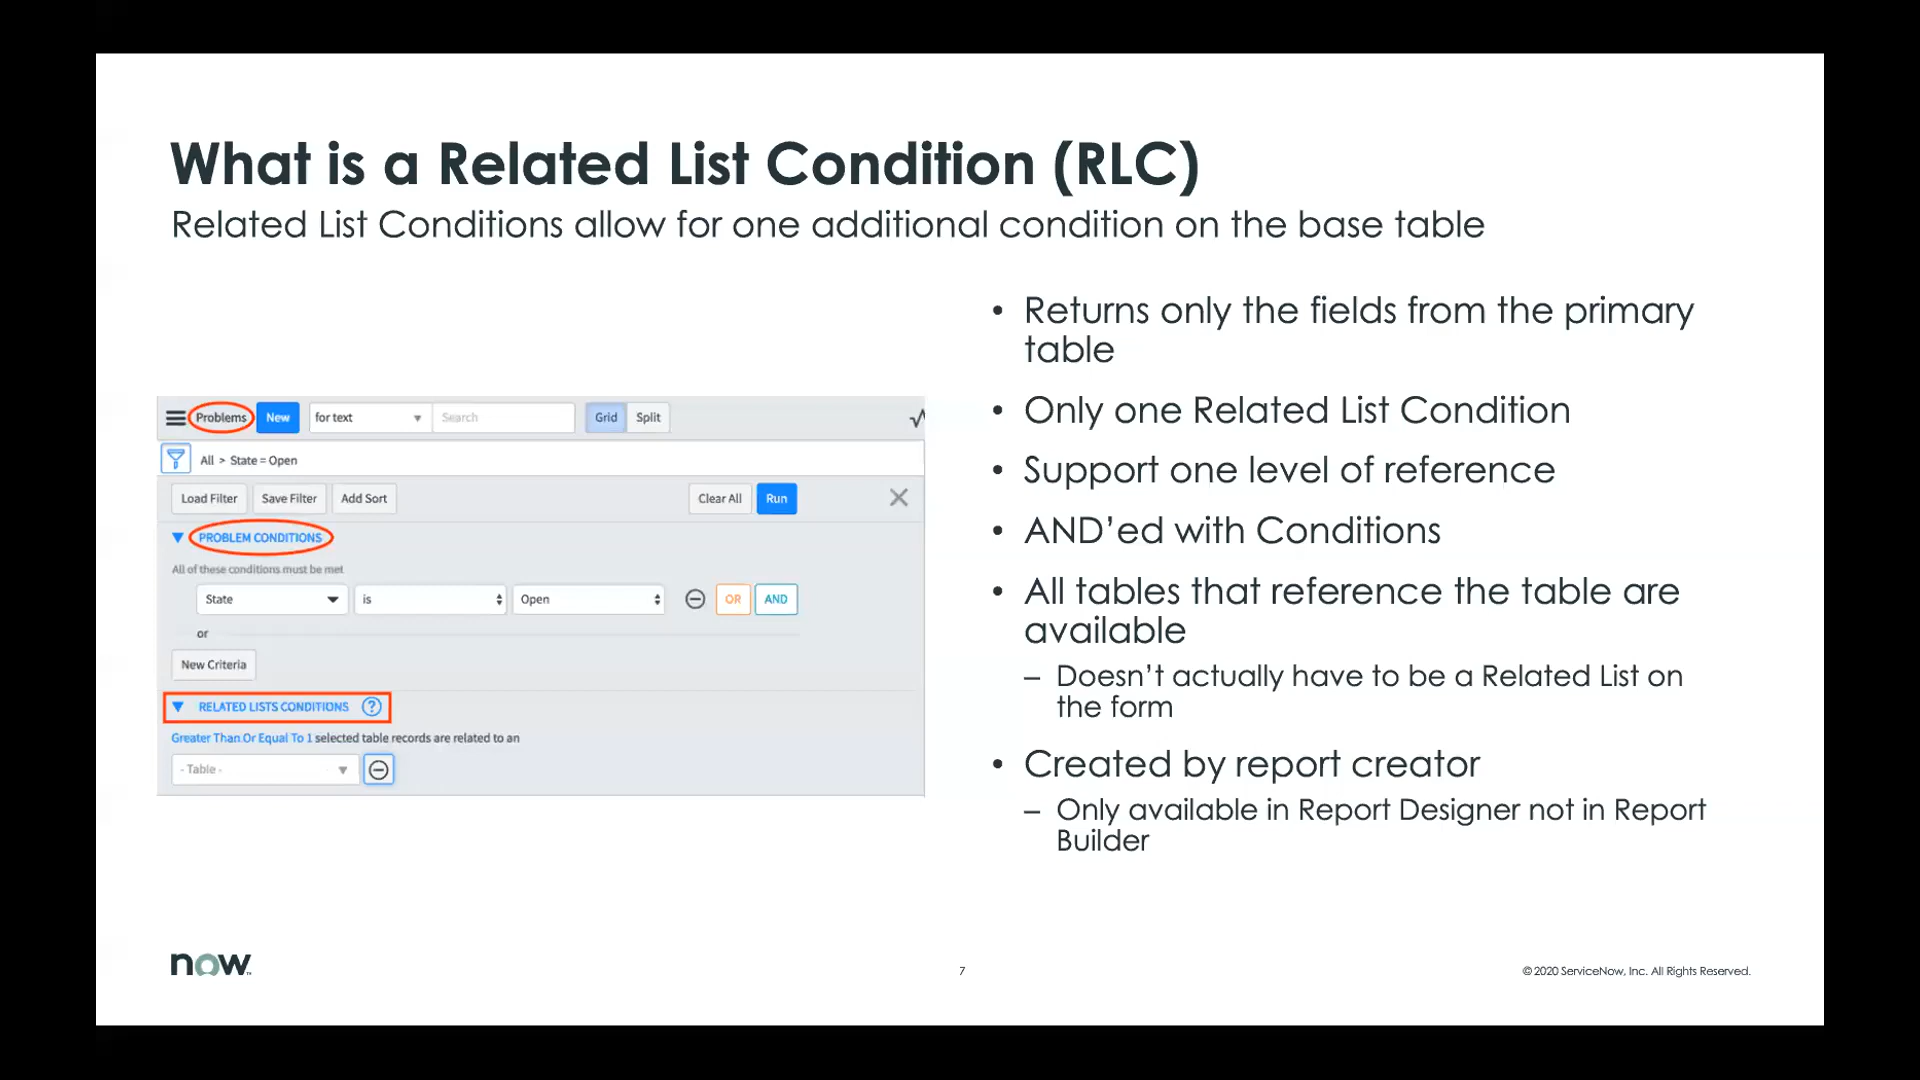 What is a Related List Condition (RLC)
Related List Conditions allow for one additional condition on the base table
Problems New for text Search Grid Split
All > State = Open
Load Filter Save Filter Add Sort Clear All Run
PROBLEM CONDITIONS
All of these conditions must be met
State is Open OR AND
or
New Criteria
RELATED LISTS CONDITIONS ?
Greater Than Or Equal To 1 selected table records are related to an
- Table -
• Returns only the fields from the primary
table
• Only one Related List Condition
• Support one level of reference
• AND’ed with Conditions
• All tables that reference the table are
available
– Doesn’t actually have to be a Related List on
the form
• Created by report creator
– Only available in Report Designer not in Report
Builder
now
7
© 2020 ServiceNow, Inc. All Rights Reserved.